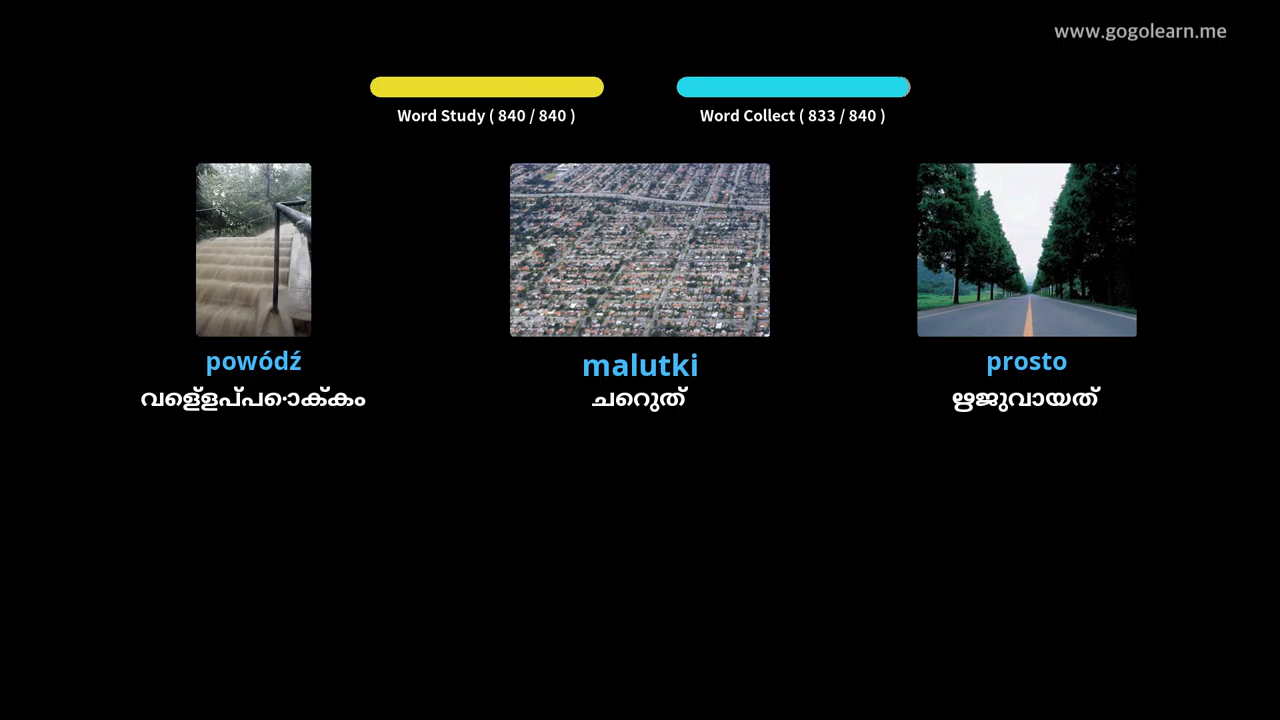 www.gogolearn.me
Word Study ( 840 / 840 )
Word Collect ( 833 / 840 )
powódź
malutki
prosto
വെള്ളപ്പൊക്കം
ചെറുത്
ഋജുവായത്